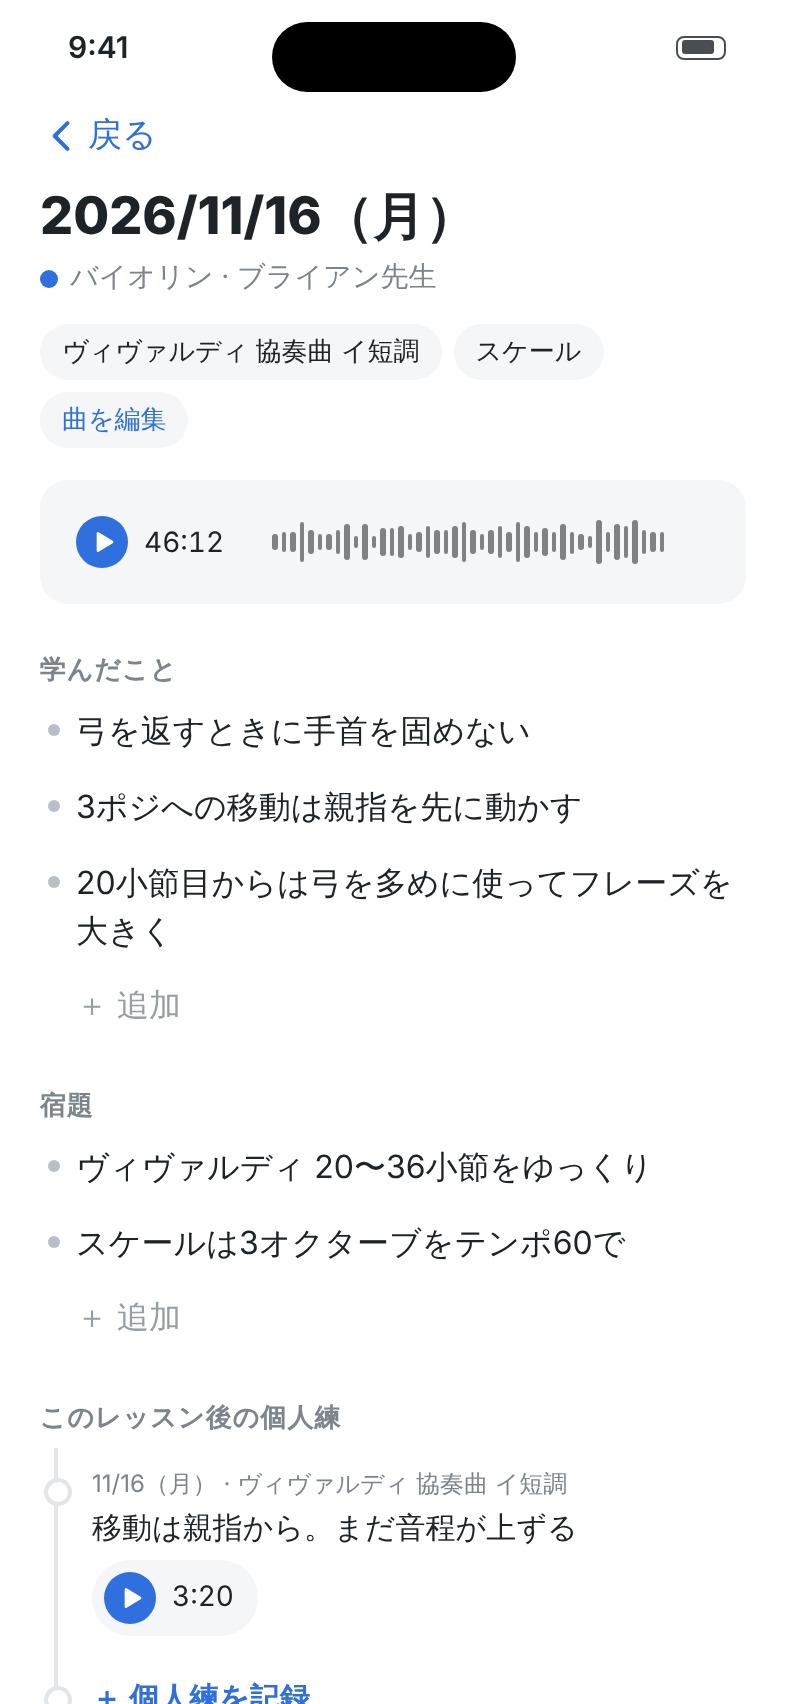 9:41
戻る
2026/11/16（月）
バイオリン · ブライアン先生
ヴィヴァルディ 協奏曲 イ短調
スケール
曲を編集
46:12
学んだこと
弓を返すときに手首を固めない
3ポジへの移動は親指を先に動かす
20小節目からは弓を多めに使ってフレーズを
大きく
＋ 追加
宿題
ヴィヴァルディ 20〜36小節をゆっくり
スケールは3オクターブをテンポ60で
＋ 追加
このレッスン後の個人練
11/16（月） · ヴィヴァルディ 協奏曲 イ短調
移動は親指から。まだ音程が上ずる
3:20
＋ 個人練を記録